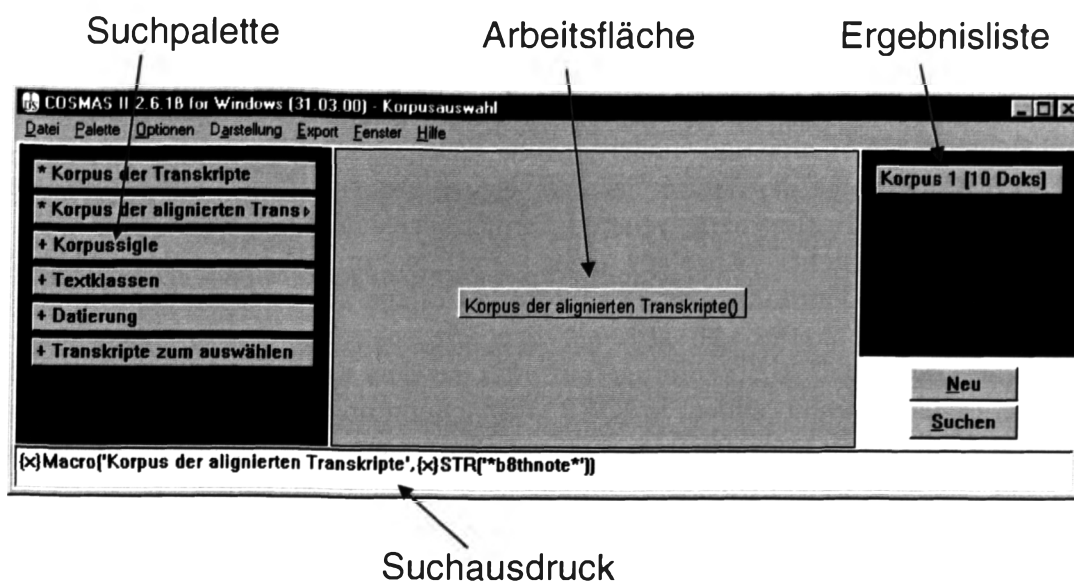 Suchpalette Arbeitsfläche Ergebnisliste
COSMAS II 2.6.1B for Windows (31.03.00) - Korpusauswahl
Datei Palette Optionen Darstellung Export Fenster Hilfe
* Korpus der Transkripte
* Korpus der alignierten Trans
+ Korpussigle
+ Textklassen
+ Datierung
+ Transkripte zum auswählen
Korpus der alignierten Transkripte()
Korpus 1 [10 Doks]
Neu
Suchen
{x}Macro('Korpus der alignierten Transkripte',{x}STR('*b8thnote*'))
Suchausdruck